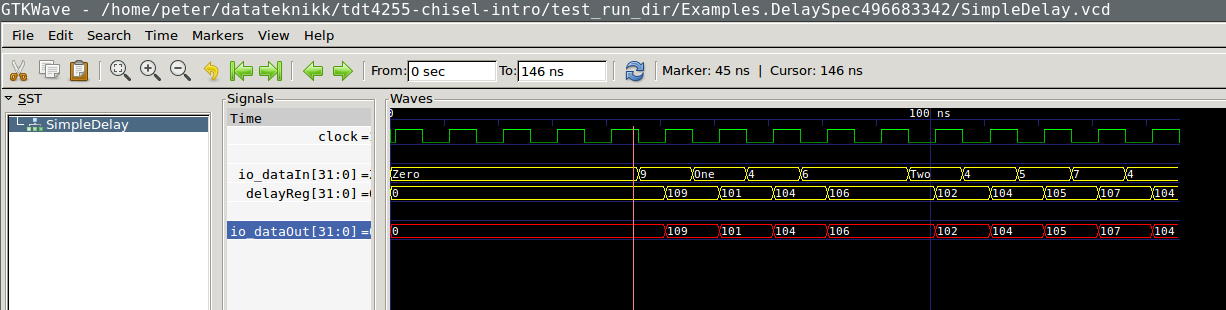 GTKWave - /home/peter/datateknikk/tdt4255-chisel-intro/test_run_dir/Examples.DelaySpec496683342/SimpleDelay.vcd
File Edit Search Time Markers View Help
From: 0 sec To: 146 ns Marker: 45 ns | Cursor: 146 ns
SST
SimpleDelay
Signals
Time
clock =
io_dataIn[31:0] =
delayReg[31:0] =
io_dataOut[31:0] =
Waves
0 100 ns
Zero 9 One 4 6 Two 4 5 7 4
0 109 101 104 106 102 104 105 107 104
0 109 101 104 106 102 104 105 107 104